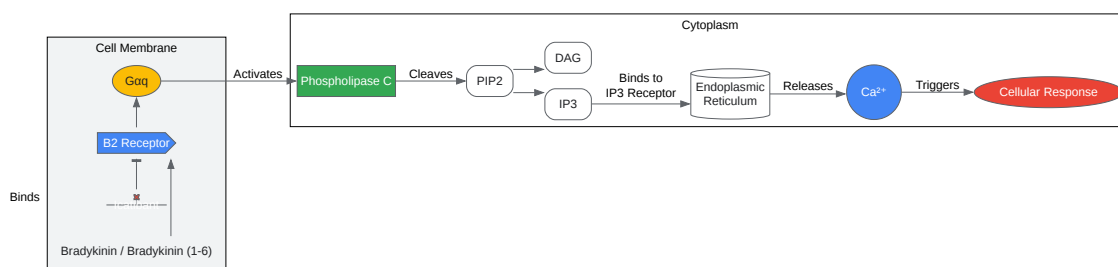 Cytoplasm
Cell Membrane
Gαq
Activates
Phospholipase C
Cleaves
PIP2
DAG
IP3
Binds to
IP3 Receptor
Endoplasmic
Reticulum
Releases
Ca²⁺
Triggers
Cellular Response
B2 Receptor
Binds
Bradykinin / Bradykinin (1-6)